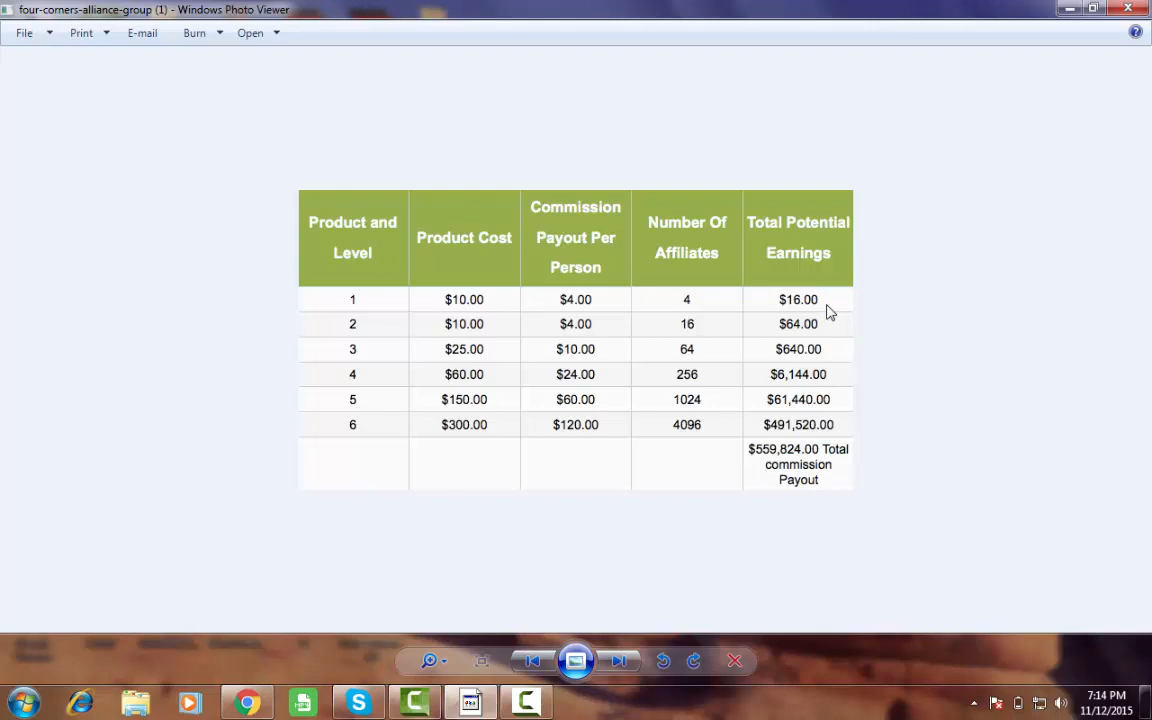 four-corners-alliance-group (1) - Windows Photo Viewer
File Print E-mail Burn Open
Product and Level Product Cost Commission Payout Per Person Number Of Affiliates Total Potential Earnings
1 $10.00 $4.00 4 $16.00
2 $10.00 $4.00 16 $64.00
3 $25.00 $10.00 64 $640.00
4 $60.00 $24.00 256 $6,144.00
5 $150.00 $60.00 1024 $61,440.00
6 $300.00 $120.00 4096 $491,520.00
$559,824.00 Total
commission
Payout
7:14 PM
11/12/2015